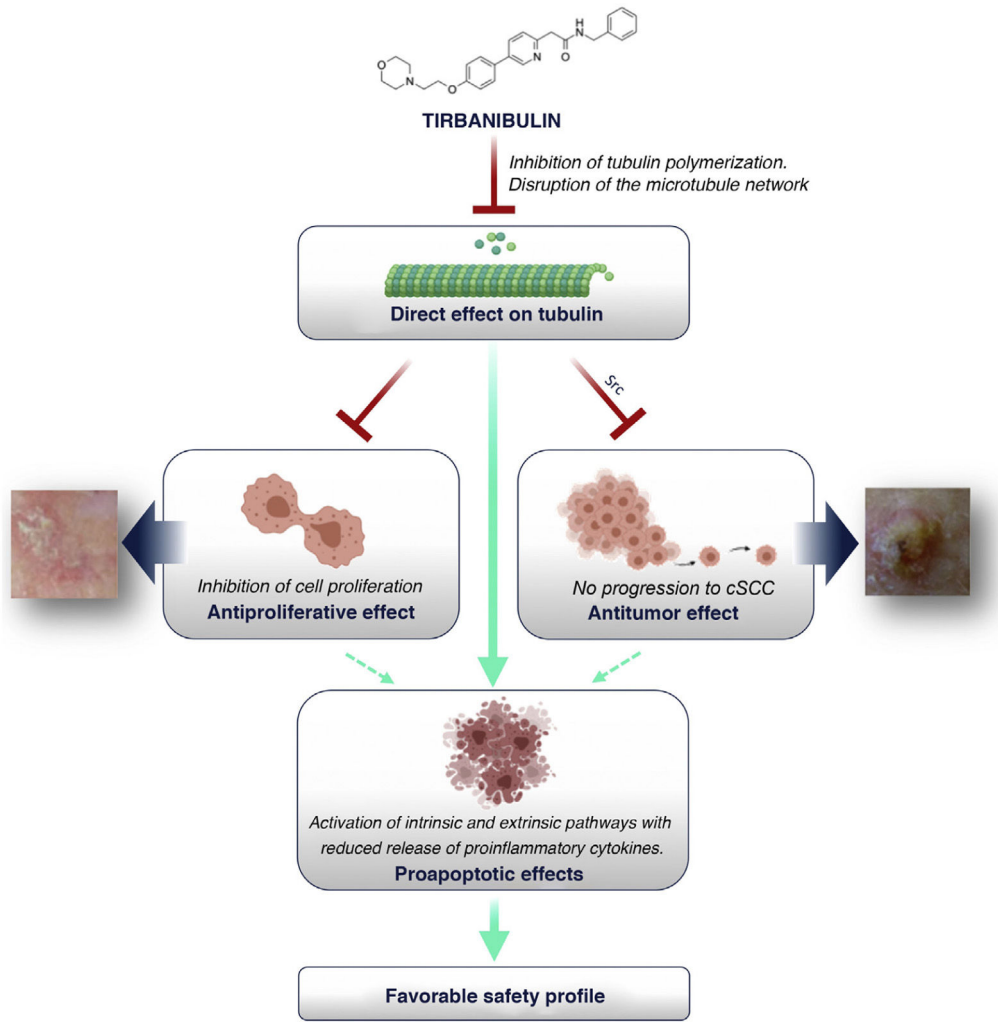 H
N
O
N
O
N
O
TIRBANIBULIN
Inhibition of tubulin polymerization.
Disruption of the microtubule network
Direct effect on tubulin
Src
Inhibition of cell proliferation
Antiproliferative effect
No progression to cSCC
Antitumor effect
Activation of intrinsic and extrinsic pathways with
reduced release of proinflammatory cytokines.
Proapoptotic effects
Favorable safety profile